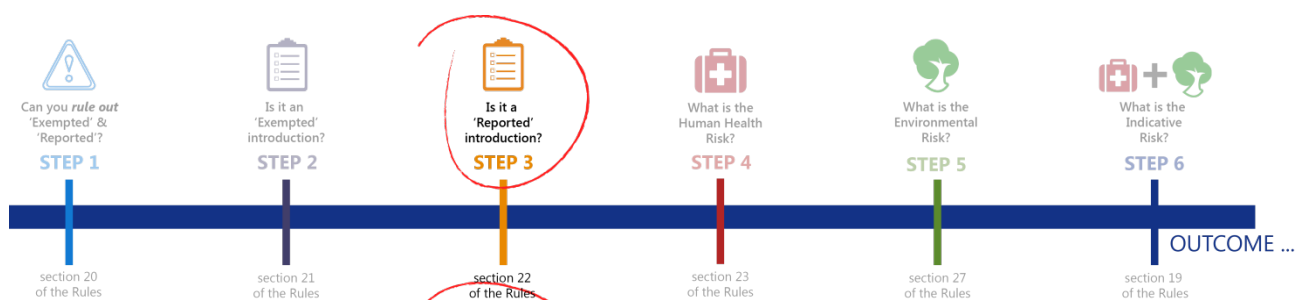 Can you rule out
'Exempted' &
'Reported'?
STEP 1
Is it an
'Exempted'
introduction?
STEP 2
Is it a
'Reported'
introduction?
STEP 3
What is the
Human Health
Risk?
STEP 4
What is the
Environmental
Risk?
STEP 5
What is the
Indicative
Risk?
STEP 6
OUTCOME ...
section 20
of the Rules
section 21
of the Rules
section 22
of the Rules
section 23
of the Rules
section 27
of the Rules
section 19
of the Rules